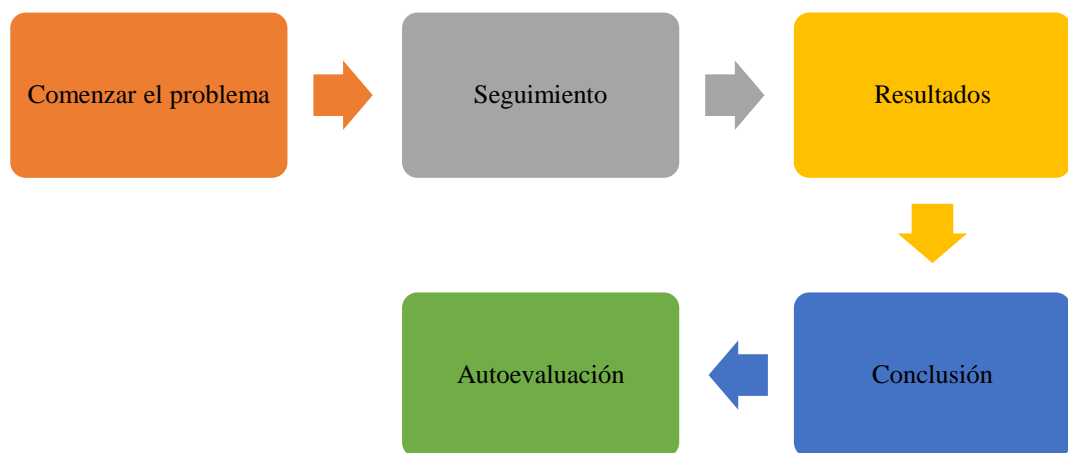 Comenzar el problema
Seguimiento
Resultados
Conclusión
Autoevaluación